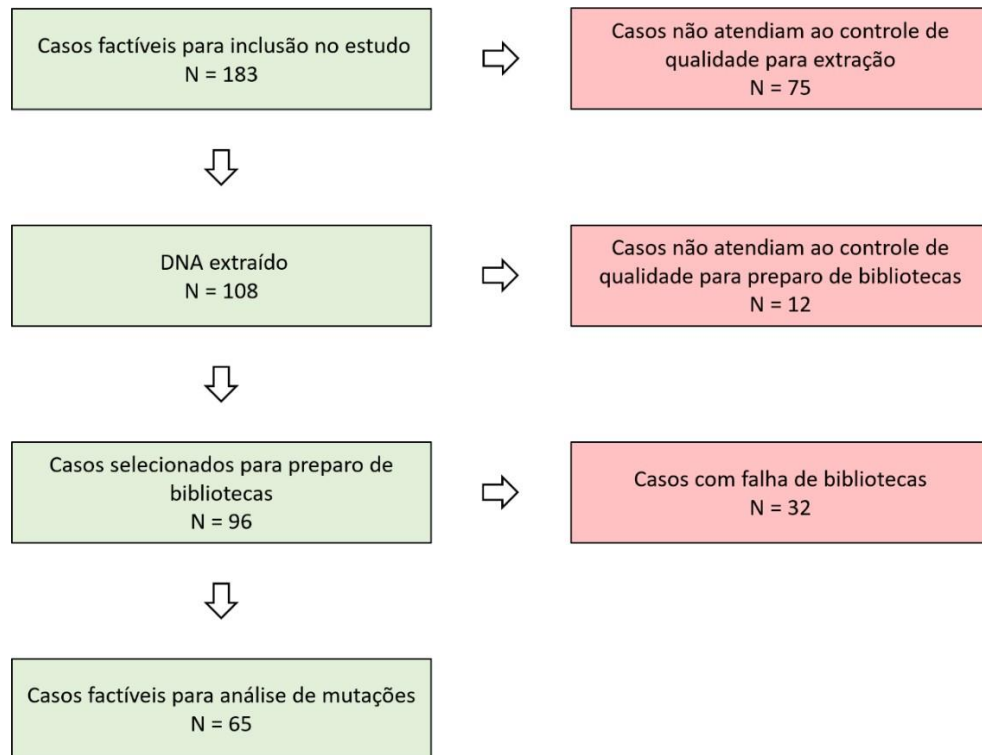 Casos factíveis para inclusão no estudo
N = 183
Casos não atendiam ao controle de
qualidade para extração
N = 75
DNA extraído
N = 108
Casos não atendiam ao controle de
qualidade para preparo de bibliotecas
N = 12
Casos selecionados para preparo de
bibliotecas
N = 96
Casos com falha de bibliotecas
N = 32
Casos factíveis para análise de mutações
N = 65